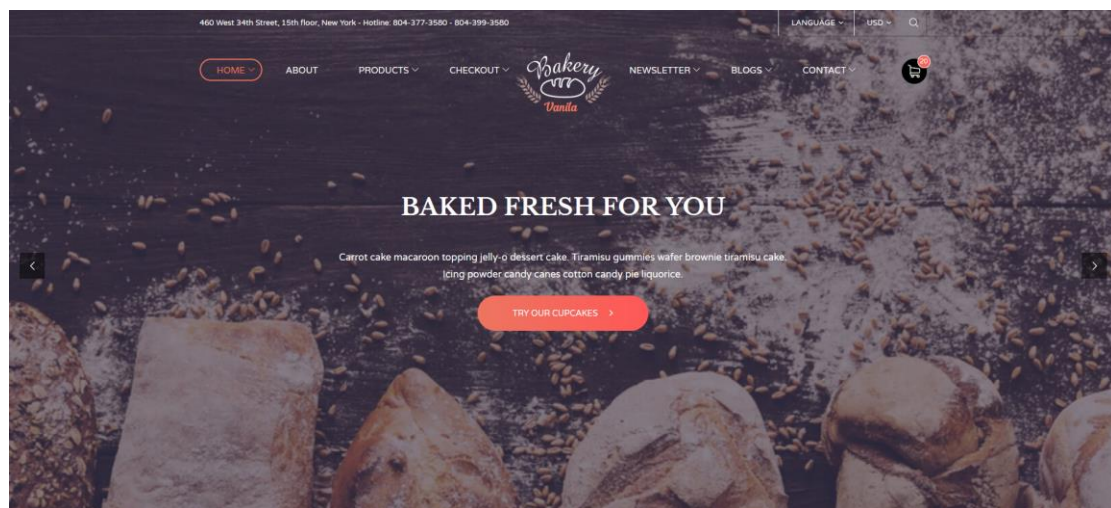 460 West 34th Street, 15th floor, New York - Hotline: 804-377-3580 - 804-399-3580
LANGUAGE
USD
HOME
ABOUT
PRODUCTS
CHECKOUT
Bakery
Vanila
NEWSLETTER
BLOGS
CONTACT
20
BAKED FRESH FOR YOU
Carrot cake macaroon topping jelly-o dessert cake. Tiramisu gummies wafer brownie tiramisu cake.
Icing powder candy canes cotton candy pie liquorice.
TRY OUR CUPCAKES >